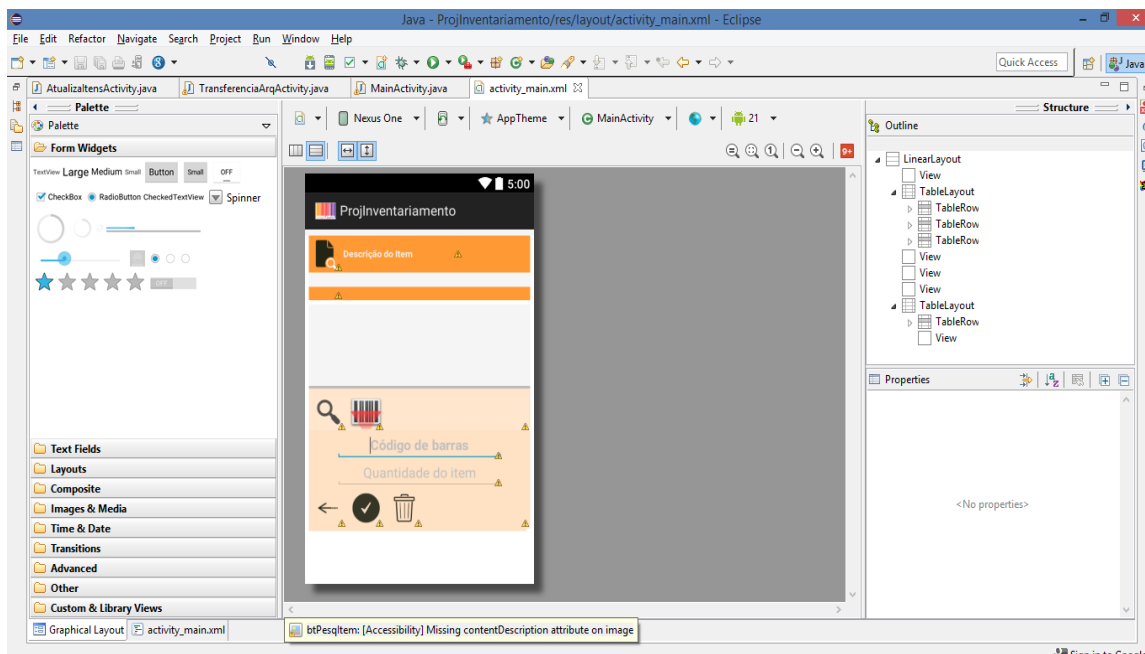 Java - ProjInventariamento/res/layout/activity_main.xml - Eclipse
File Edit Refactor Navigate Search Project Run Window Help
Quick Access
Java
AtualizaItensActivity.java
TransferenciaArqActivity.java
MainActivity.java
activity_main.xml
Palette
Palette
Form Widgets
TextView Large Medium Small Button Small OFF
CheckBox RadioButton CheckedTextView Spinner
OFF
Text Fields
Layouts
Composite
Images & Media
Time & Date
Transitions
Advanced
Other
Custom & Library Views
Graphical Layout
activity_main.xml
Nexus One
AppTheme
MainActivity
21
9+
5:00
ProjInventariamento
Descrição do Item
Código de barras
Quantidade do item
btPesqItem: [Accessibility] Missing contentDescription attribute on image
Structure
Outline
LinearLayout
View
TableLayout
TableRow
TableRow
TableRow
View
View
View
TableLayout
TableRow
View
Properties
<No properties>